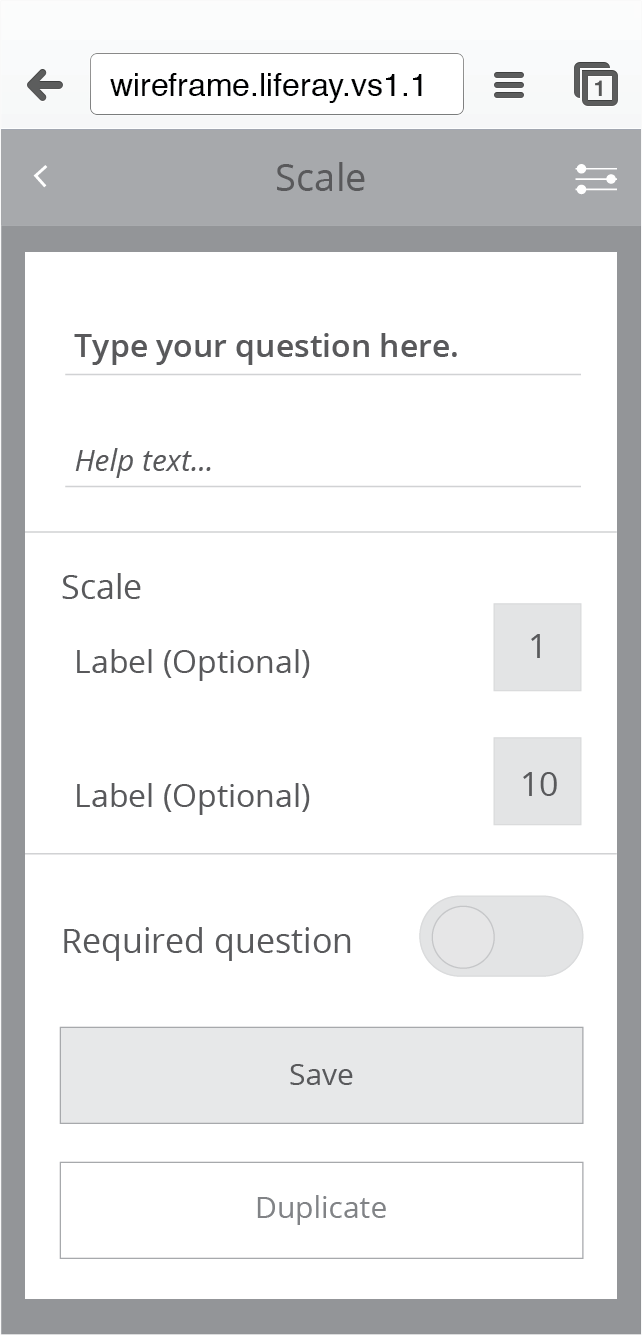 wireframe.liferay.vs1.1
1
Scale
Type your question here.
Help text...
Scale
Label (Optional)
1
Label (Optional)
10
Required question
Save
Duplicate